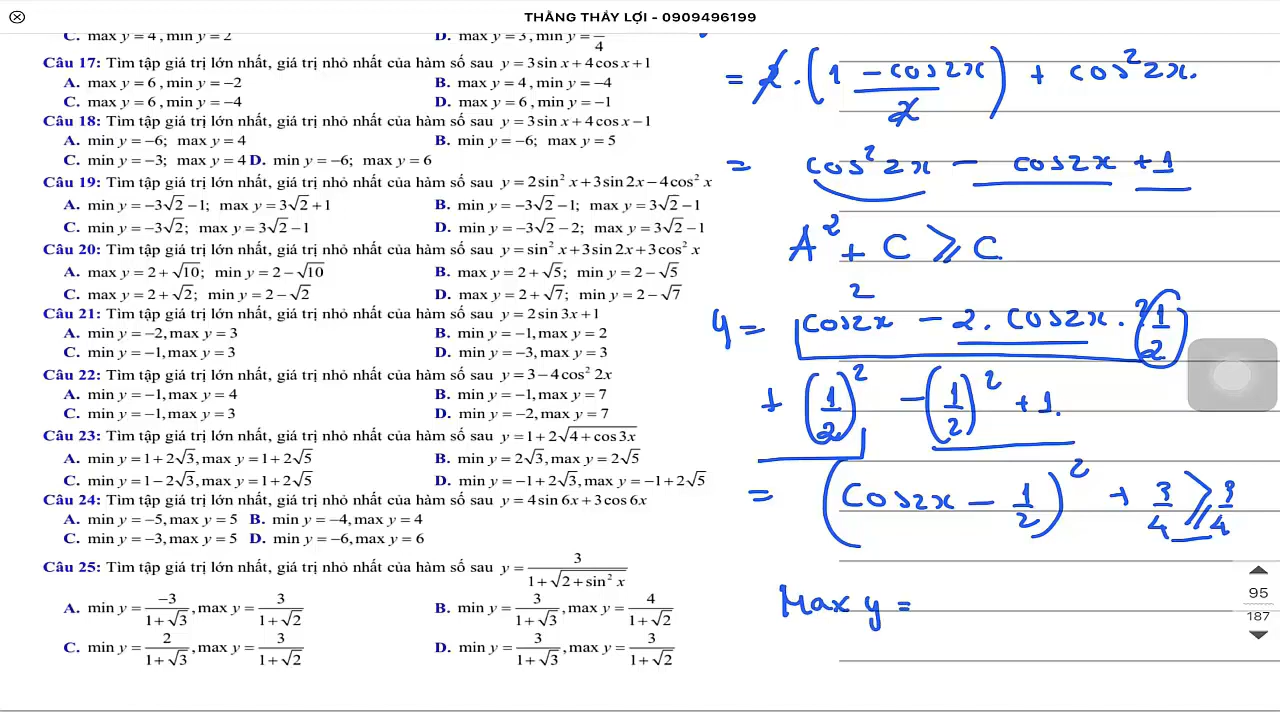 THẰNG THẦY LỢI - 0909496199
C. max y = 4, min y = 2 D. max y = 3, min y = /4
Câu 17: Tìm tập giá trị lớn nhất, giá trị nhỏ nhất của hàm số sau y = 3sin x + 4cos x + 1
A. max y = 6, min y = −2 B. max y = 4, min y = −4
C. max y = 6, min y = −4 D. max y = 6, min y = −1
Câu 18: Tìm tập giá trị lớn nhất, giá trị nhỏ nhất của hàm số sau y = 3sin x + 4cos x − 1
A. min y = −6; max y = 4 B. min y = −6; max y = 5
C. min y = −3; max y = 4 D. min y = −6; max y = 6
Câu 19: Tìm tập giá trị lớn nhất, giá trị nhỏ nhất của hàm số sau y = 2sin² x + 3sin 2x − 4cos² x
A. min y = −3√2 − 1; max y = 3√2 + 1 B. min y = −3√2 − 1; max y = 3√2 − 1
C. min y = −3√2; max y = 3√2 − 1 D. min y = −3√2 − 2; max y = 3√2 − 1
Câu 20: Tìm tập giá trị lớn nhất, giá trị nhỏ nhất của hàm số sau y = sin² x + 3sin 2x + 3cos² x
A. max y = 2 + √10; min y = 2 − √10 B. max y = 2 + √5; min y = 2 − √5
C. max y = 2 + √2; min y = 2 − √2 D. max y = 2 + √7; min y = 2 − √7
Câu 21: Tìm tập giá trị lớn nhất, giá trị nhỏ nhất của hàm số sau y = 2sin 3x + 1
A. min y = −2, max y = 3 B. min y = −1, max y = 2
C. min y = −1, max y = 3 D. min y = −3, max y = 3
Câu 22: Tìm tập giá trị lớn nhất, giá trị nhỏ nhất của hàm số sau y = 3 − 4cos² 2x
A. min y = −1, max y = 4 B. min y = −1, max y = 7
C. min y = −1, max y = 3 D. min y = −2, max y = 7
Câu 23: Tìm tập giá trị lớn nhất, giá trị nhỏ nhất của hàm số sau y = 1 + 2√(4 + cos 3x)
A. min y = 1 + 2√3, max y = 1 + 2√5 B. min y = 2√3, max y = 2√5
C. min y = 1 − 2√3, max y = 1 + 2√5 D. min y = −1 + 2√3, max y = −1 + 2√5
Câu 24: Tìm tập giá trị lớn nhất, giá trị nhỏ nhất của hàm số sau y = 4sin 6x + 3cos 6x
A. min y = −5, max y = 5 B. min y = −4, max y = 4
C. min y = −3, max y = 5 D. min y = −6, max y = 6
Câu 25: Tìm tập giá trị lớn nhất, giá trị nhỏ nhất của hàm số sau y = 3/(1 + √(2 + sin² x))
A. min y = −3/(1 + √3), max y = 3/(1 + √2) B. min y = 3/(1 + √3), max y = 4/(1 + √2)
C. min y = 2/(1 + √3), max y = 3/(1 + √2) D. min y = 3/(1 + √3), max y = 3/(1 + √2)
= 2 . (1 − cos2x / 2) + cos² 2x.
= cos² 2x − cos2x + 1
A² + C ⩾ C
y = cos² 2x − 2. cos2x . 1/2
+ (1/2)² − (1/2)² + 1.
= (cos2x − 1/2)² + 3/4 ⩾ 3/4
Max y =
95
187